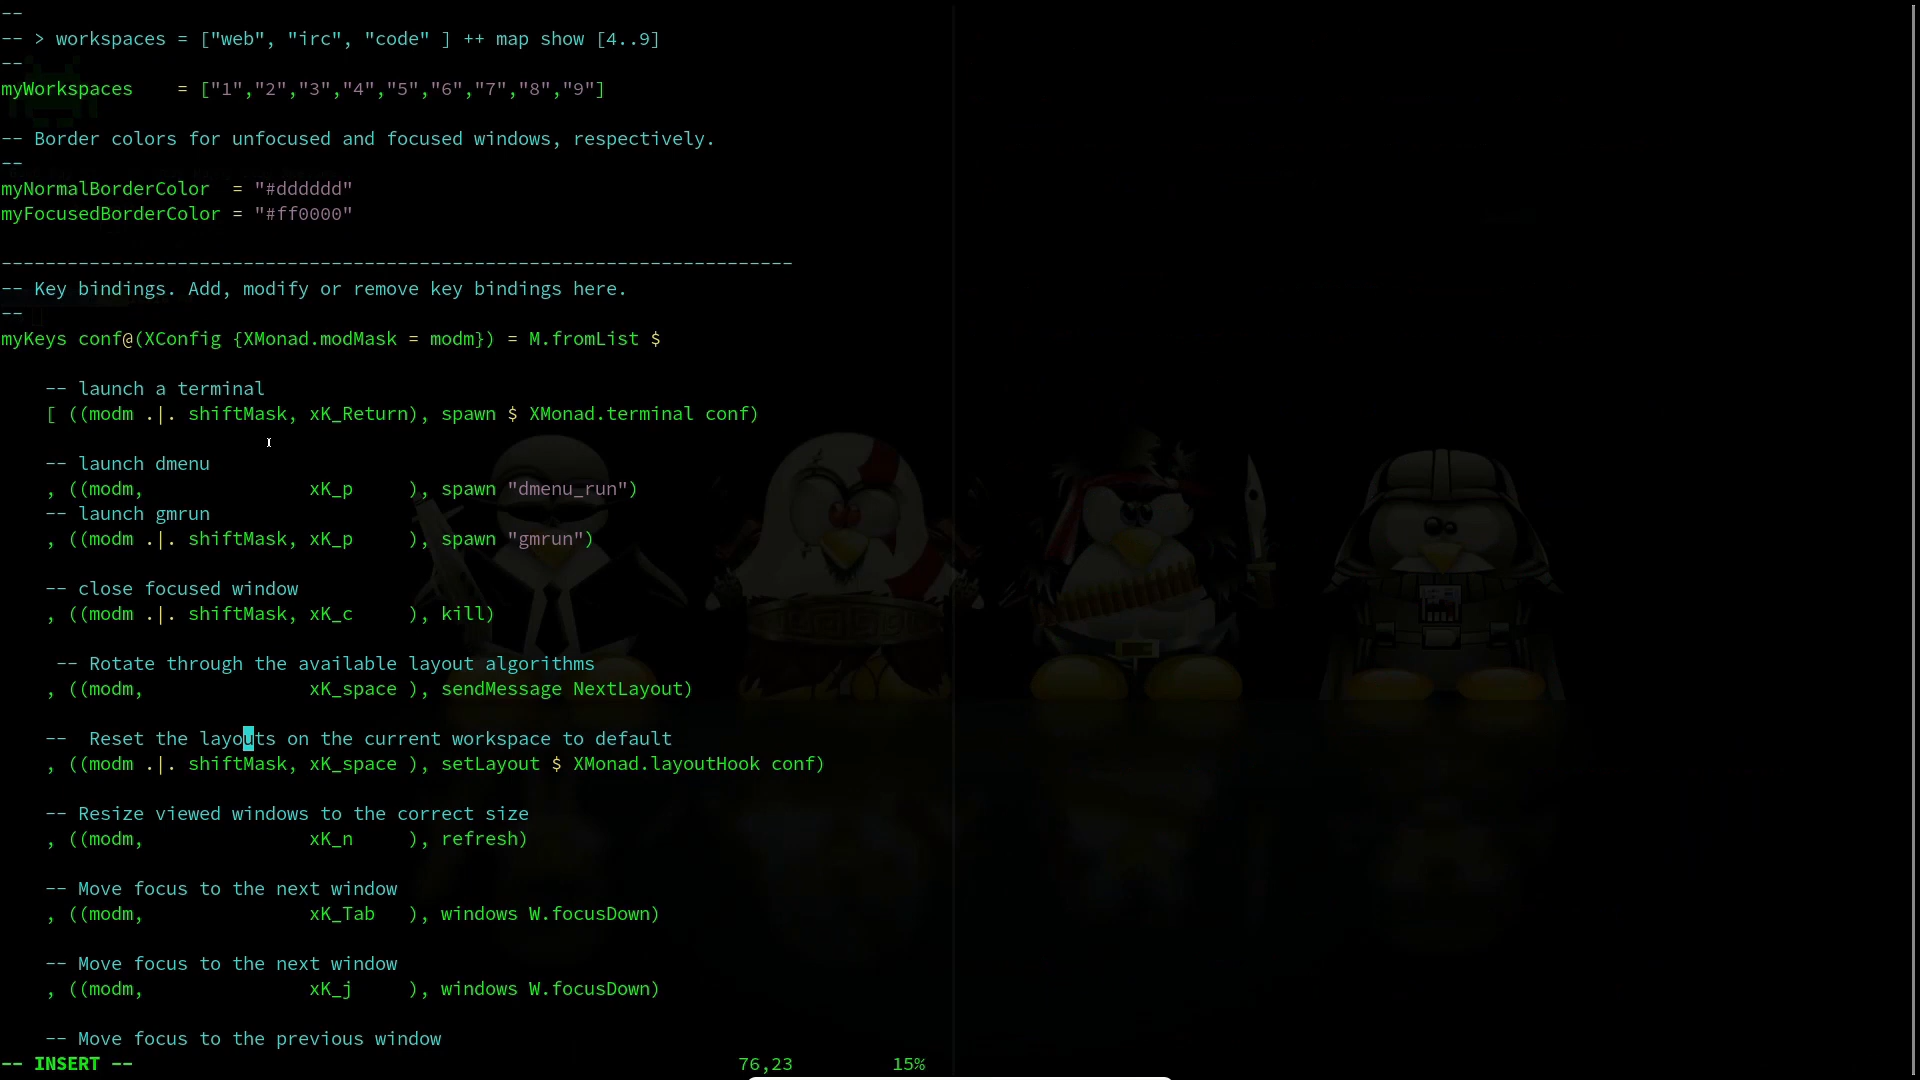 --
-- > workspaces = ["web", "irc", "code" ] ++ map show [4..9]
--
myWorkspaces    = ["1","2","3","4","5","6","7","8","9"]
-- Border colors for unfocused and focused windows, respectively.
--
myNormalBorderColor  = "#dddddd"
myFocusedBorderColor = "#ff0000"
------------------------------------------------------------------------
-- Key bindings. Add, modify or remove key bindings here.
--
myKeys conf@(XConfig {XMonad.modMask = modm}) = M.fromList $
    -- launch a terminal
    [ ((modm .|. shiftMask, xK_Return), spawn $ XMonad.terminal conf)
    -- launch dmenu
    , ((modm,               xK_p     ), spawn "dmenu_run")
    -- launch gmrun
    , ((modm .|. shiftMask, xK_p     ), spawn "gmrun")
    -- close focused window
    , ((modm .|. shiftMask, xK_c     ), kill)
     -- Rotate through the available layout algorithms
    , ((modm,               xK_space ), sendMessage NextLayout)
    --  Reset the layouts on the current workspace to default
    , ((modm .|. shiftMask, xK_space ), setLayout $ XMonad.layoutHook conf)
    -- Resize viewed windows to the correct size
    , ((modm,               xK_n     ), refresh)
    -- Move focus to the next window
    , ((modm,               xK_Tab   ), windows W.focusDown)
    -- Move focus to the next window
    , ((modm,               xK_j     ), windows W.focusDown)
    -- Move focus to the previous window
-- INSERT --    76,23    15%